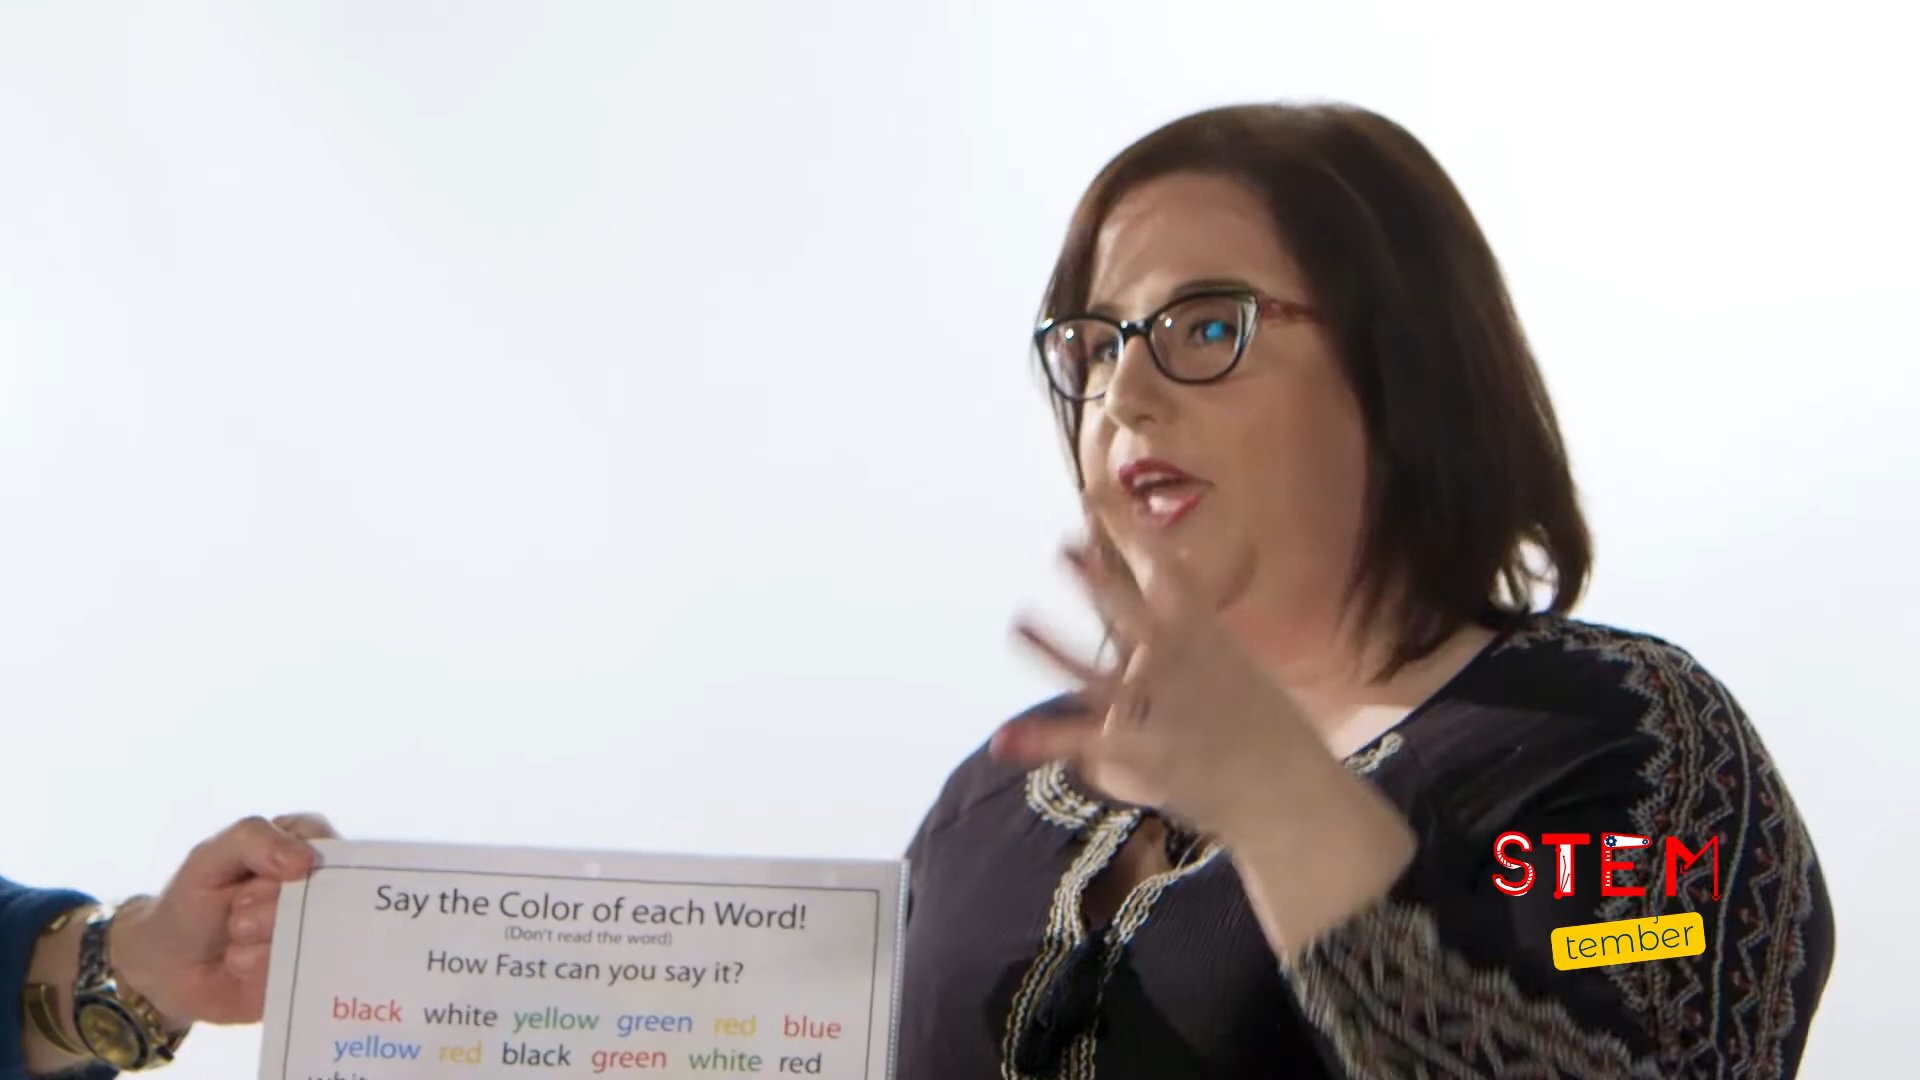 Say the Color of each Word!
(Don't read the word)
How Fast can you say it?
black white yellow green red blue
yellow red black green white red
STEM
tember